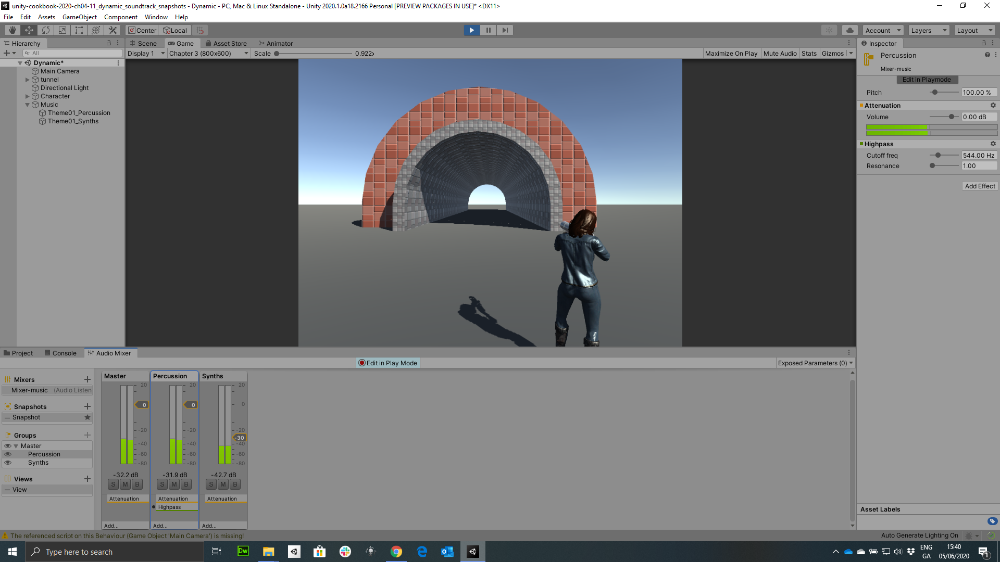 unity-cookbook-2020-ch04-11_dynamic_soundtrack_snapshots - Dynamic - PC, Mac & Linux Standalone - Unity 2020.1.0a18.2166 Personal [PREVIEW PACKAGES IN USE]* <DX11>
File Edit Assets GameObject Component Window Help
Center Local Account Layers Layout
Hierarchy Scene Game Asset Store Animator Inspector
All Display 1 Chapter 3 (800x600) Scale 0.922x Maximize On Play Mute Audio Stats Gizmos
Dynamic*
Main Camera
tunnel
Directional Light
Character
Music
Theme01_Percussion
Theme01_Synths
Percussion
Mixer-music
Edit in Playmode
Pitch 100.00 %
Attenuation
Volume 0.00 dB
Highpass
Cutoff freq 544.00 Hz
Resonance 1.00
Add Effect
Project Console Audio Mixer
Edit in Play Mode Exposed Parameters (0)
Mixers
Mixer-music (Audio Listen
Snapshots
Snapshot
Groups
Master
Percussion
Synths
Views
View
Master Percussion Synths
20 20 20
0 0 0
-20 -20 -20
-30
-40 -40 -40
-60 -60 -60
-80 -80 -80
-32.2 dB -31.9 dB -42.7 dB
S M B S M B S M B
Attenuation Attenuation Attenuation
Highpass
Add... Add... Add...
Asset Labels
The referenced script on this Behaviour (Game Object 'Main Camera') is missing!
Auto Generate Lighting On
Type here to search
Dw
ENG
GA
15:40
05/06/2020
1